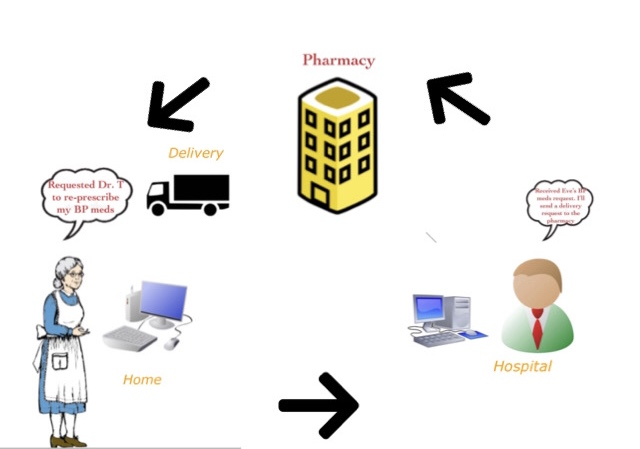 Pharmacy
Delivery
Requested Dr. T
to re-prescribe
my BP meds
Received Eve's BP
meds request. I'll
send a delivery
request to the
pharmacy
Home
Hospital